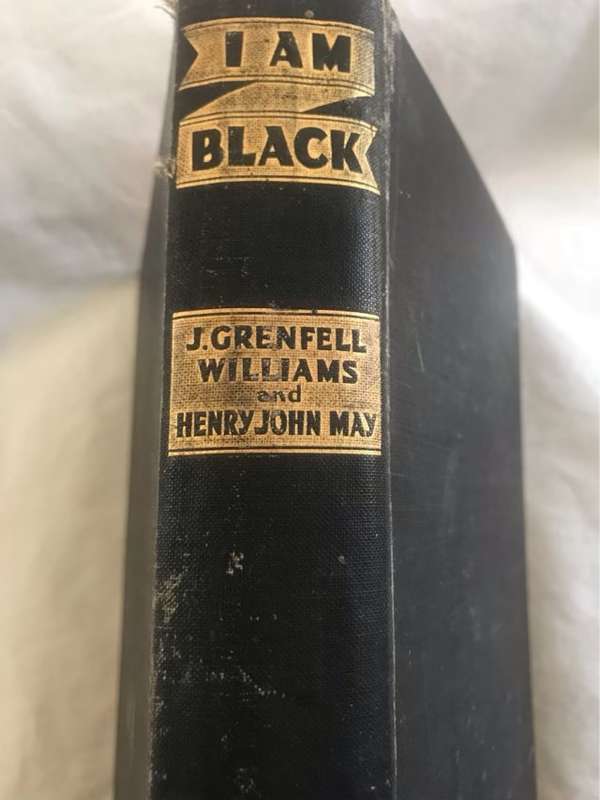 I AM
BLACK
J. GRENFELL
WILLIAMS
and
HENRY JOHN MAY